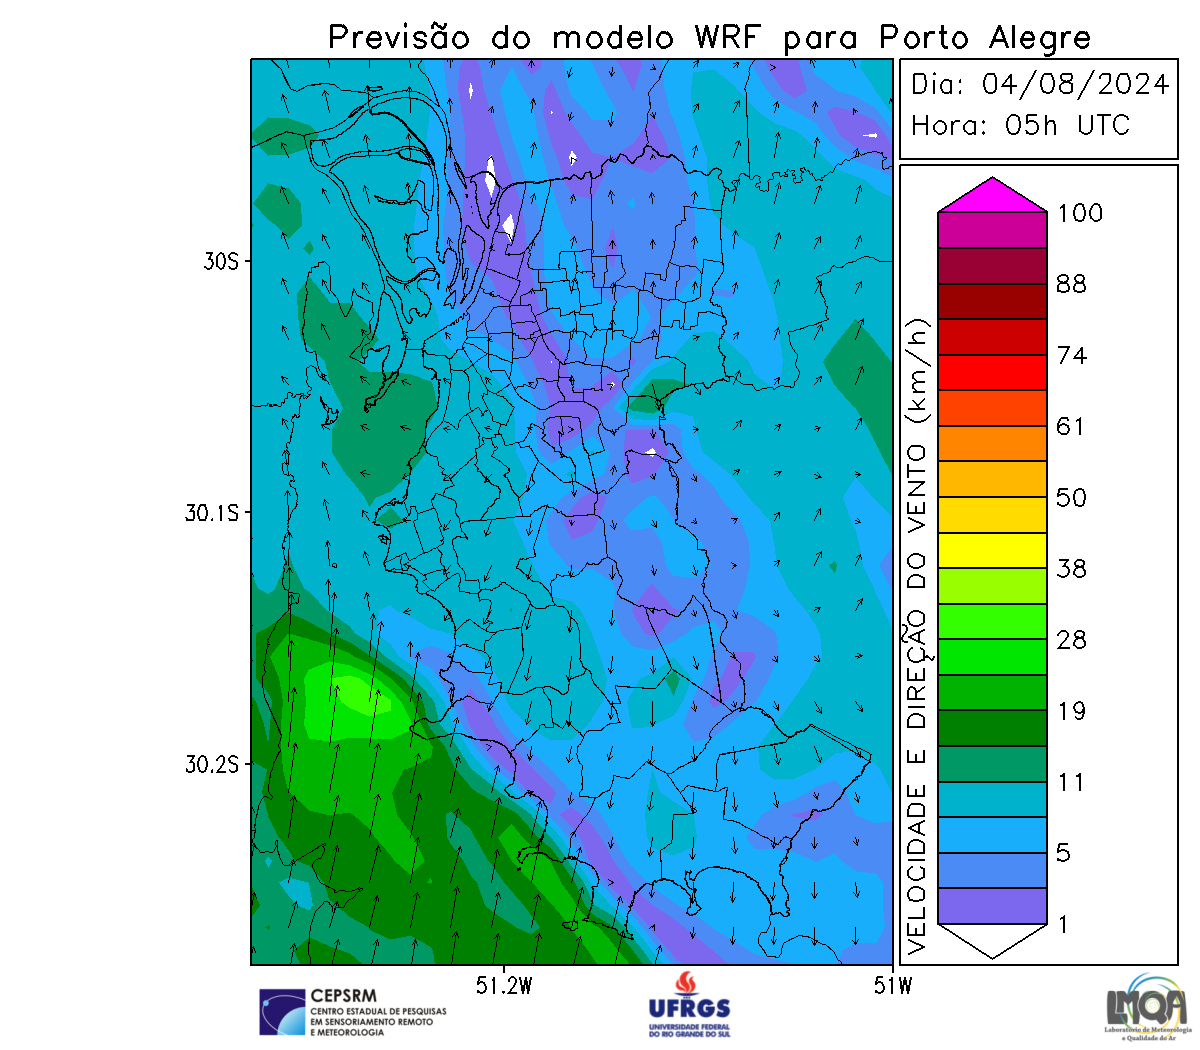 Previsão do modelo WRF para Porto Alegre
Dia: 04/08/2024
Hora: 05h UTC
100
88
74
61
50
38
28
19
11
5
1
VELOCIDADE E DIREÇÃO DO VENTO (km/h)
30S
30.1S
30.2S
51.2W
51W
CEPSRM
CENTRO ESTADUAL DE PESQUISAS
EM SENSORIAMENTO REMOTO
E METEOROLOGIA
UFRGS
UNIVERSIDADE FEDERAL
DO RIO GRANDE DO SUL
LMQA
Laboratório de Meteorologia
e Qualidade do Ar